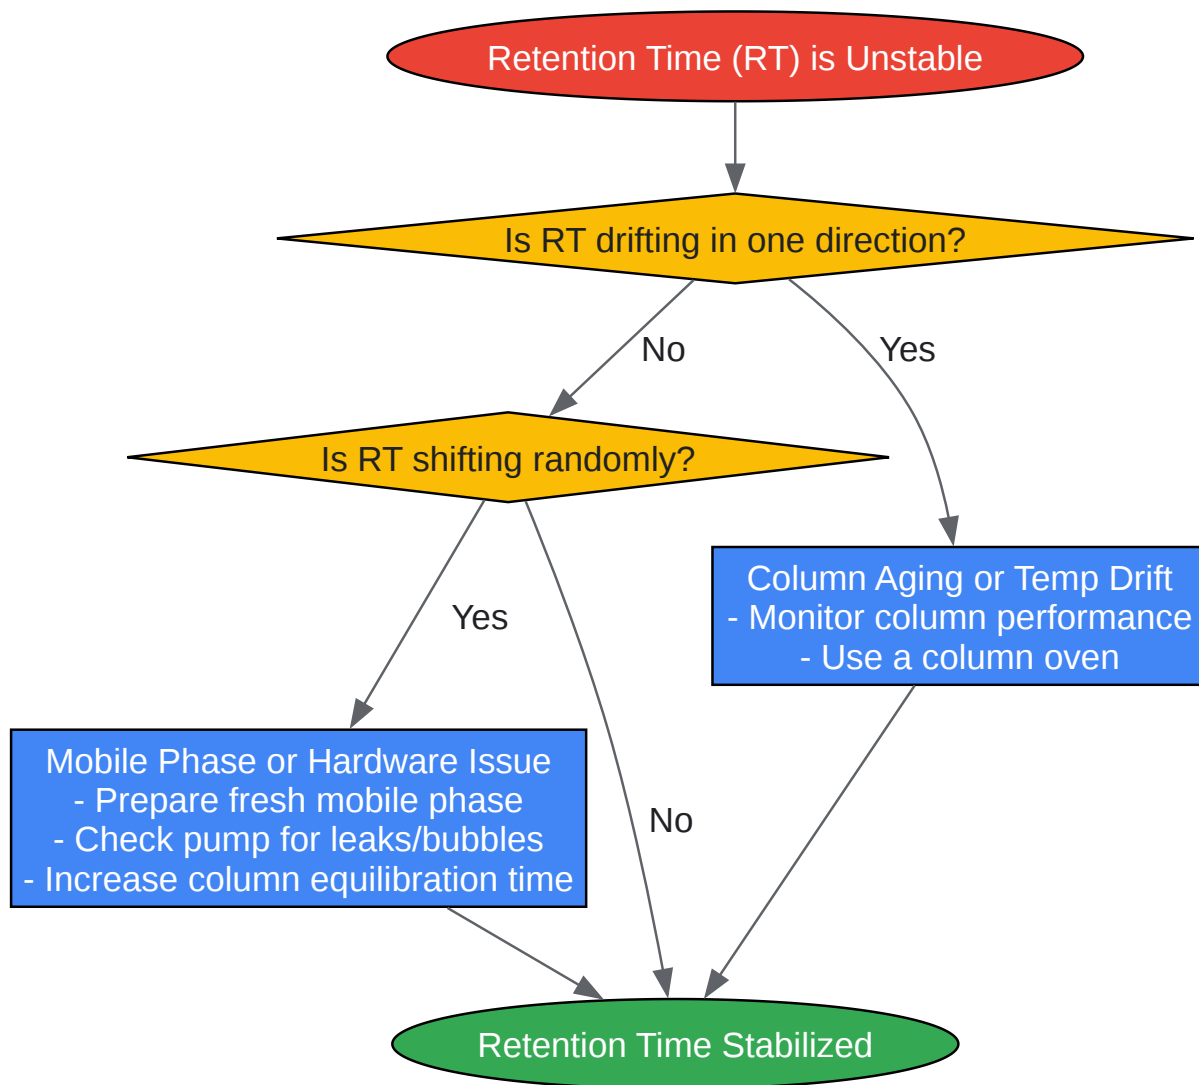 Retention Time (RT) is Unstable
Is RT drifting in one direction?
No
Yes
Is RT shifting randomly?
Column Aging or Temp Drift
- Monitor column performance
- Use a column oven
Yes
Mobile Phase or Hardware Issue
- Prepare fresh mobile phase
- Check pump for leaks/bubbles
- Increase column equilibration time
No
Retention Time Stabilized